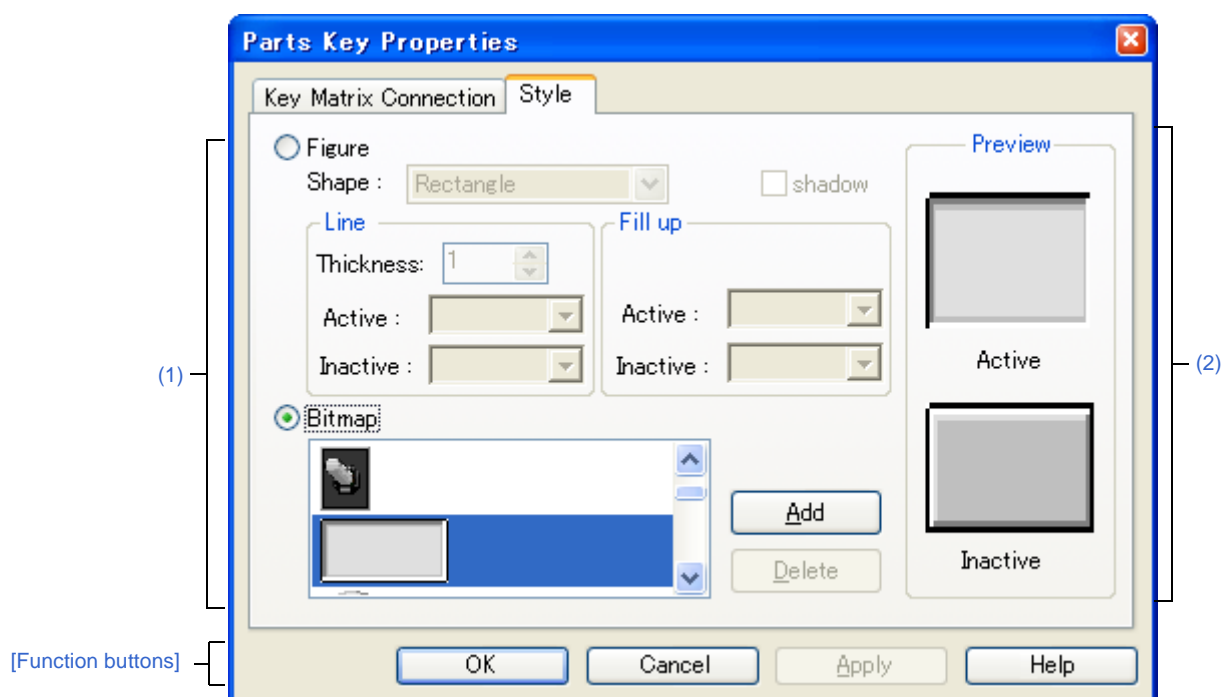 Parts Key Properties
Key Matrix Connection Style
Figure
Shape : Rectangle shadow
Line
Thickness: 1
Active :
Inactive :
Fill up
Active :
Inactive :
Bitmap
Add
Delete
Preview
Active
Inactive
(1)
(2)
[Function buttons]
OK Cancel Apply Help